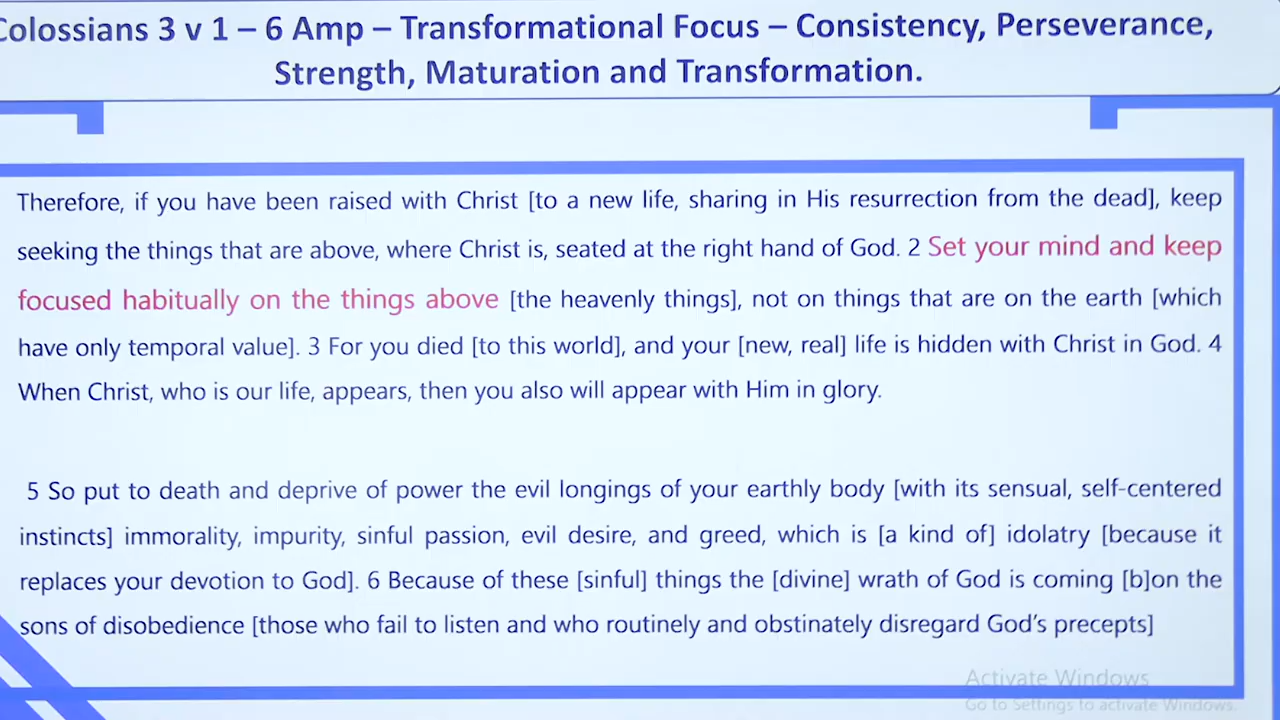 olossians 3 v 1 – 6 Amp – Transformational Focus – Consistency, Perseverance,
Strength, Maturation and Transformation.
Therefore, if you have been raised with Christ [to a new life, sharing in His resurrection from the dead], keep
seeking the things that are above, where Christ is, seated at the right hand of God. 2 Set your mind and keep
focused habitually on the things above [the heavenly things], not on things that are on the earth [which
have only temporal value]. 3 For you died [to this world], and your [new, real] life is hidden with Christ in God. 4
When Christ, who is our life, appears, then you also will appear with Him in glory.
5 So put to death and deprive of power the evil longings of your earthly body [with its sensual, self-centered
instincts] immorality, impurity, sinful passion, evil desire, and greed, which is [a kind of] idolatry [because it
replaces your devotion to God]. 6 Because of these [sinful] things the [divine] wrath of God is coming [b]on the
sons of disobedience [those who fail to listen and who routinely and obstinately disregard God's precepts]
Activate Windows
Go to Settings to activate Windows.